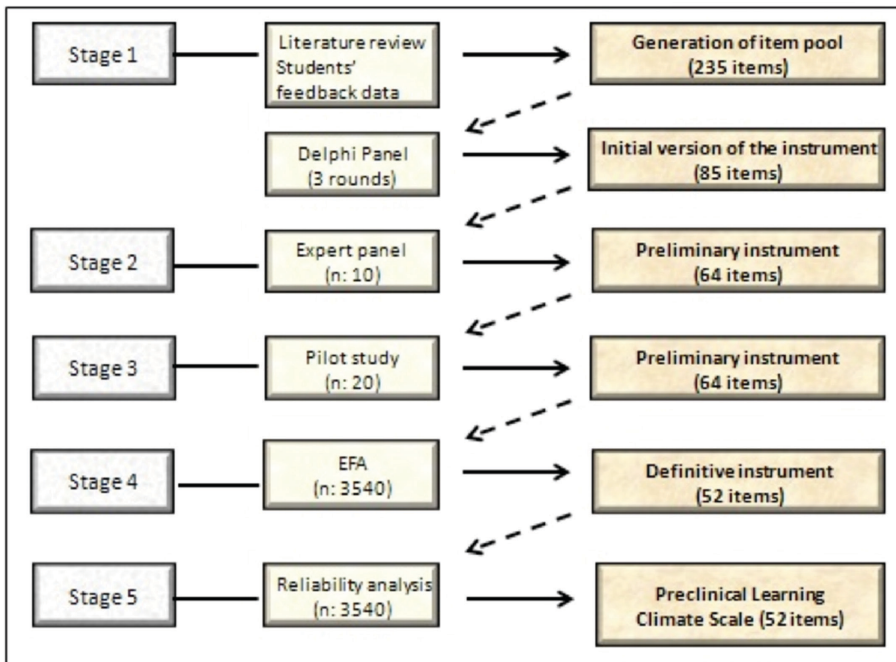 Stage 1
Literature review
Students'
feedback data
Generation of item pool
(235 items)
Delphi Panel
(3 rounds)
Initial version of the instrument
(85 items)
Stage 2
Expert panel
(n: 10)
Preliminary instrument
(64 items)
Stage 3
Pilot study
(n: 20)
Preliminary instrument
(64 items)
Stage 4
EFA
(n: 3540)
Definitive instrument
(52 items)
Stage 5
Reliability analysis
(n: 3540)
Preclinical Learning
Climate Scale (52 items)